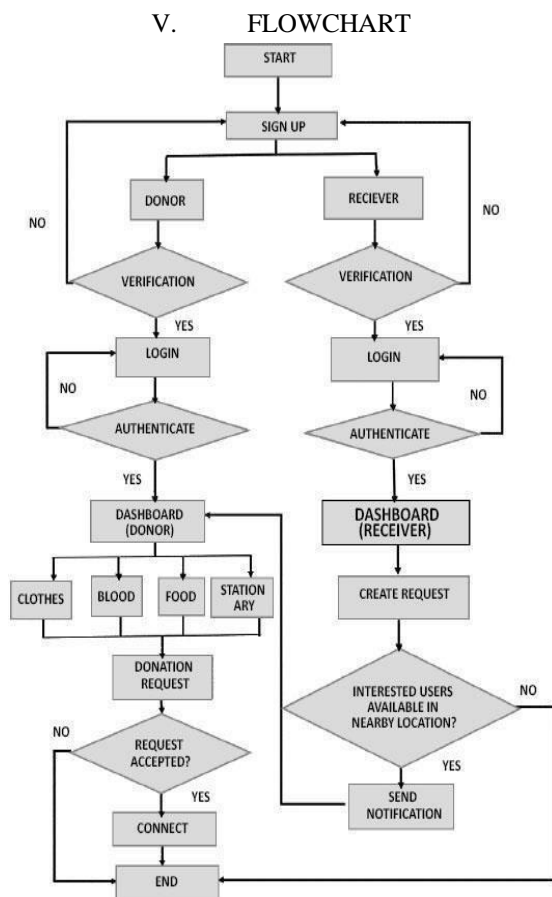 V. FLOWCHART
START
SIGN UP
DONOR
RECIEVER
NO
NO
VERIFICATION
VERIFICATION
YES
YES
LOGIN
LOGIN
NO
NO
AUTHENTICATE
AUTHENTICATE
YES
YES
DASHBOARD
(DONOR)
DASHBOARD
(RECEIVER)
CLOTHES
BLOOD
FOOD
STATION
ARY
CREATE REQUEST
DONATION
REQUEST
INTERESTED USERS
AVAILABLE IN
NEARBY LOCATION?
NO
NO
REQUEST
ACCEPTED?
YES
YES
SEND
NOTIFICATION
CONNECT
END